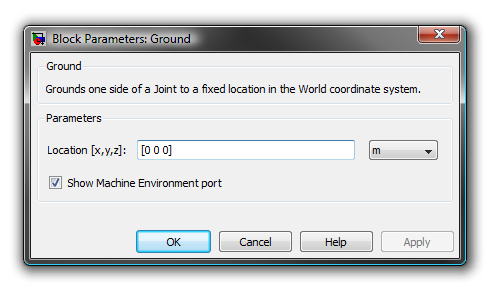 Block Parameters: Ground
Ground
Grounds one side of a Joint to a fixed location in the World coordinate system.
Parameters
Location [x,y,z]: [0 0 0] m
Show Machine Environment port
OK Cancel Help Apply